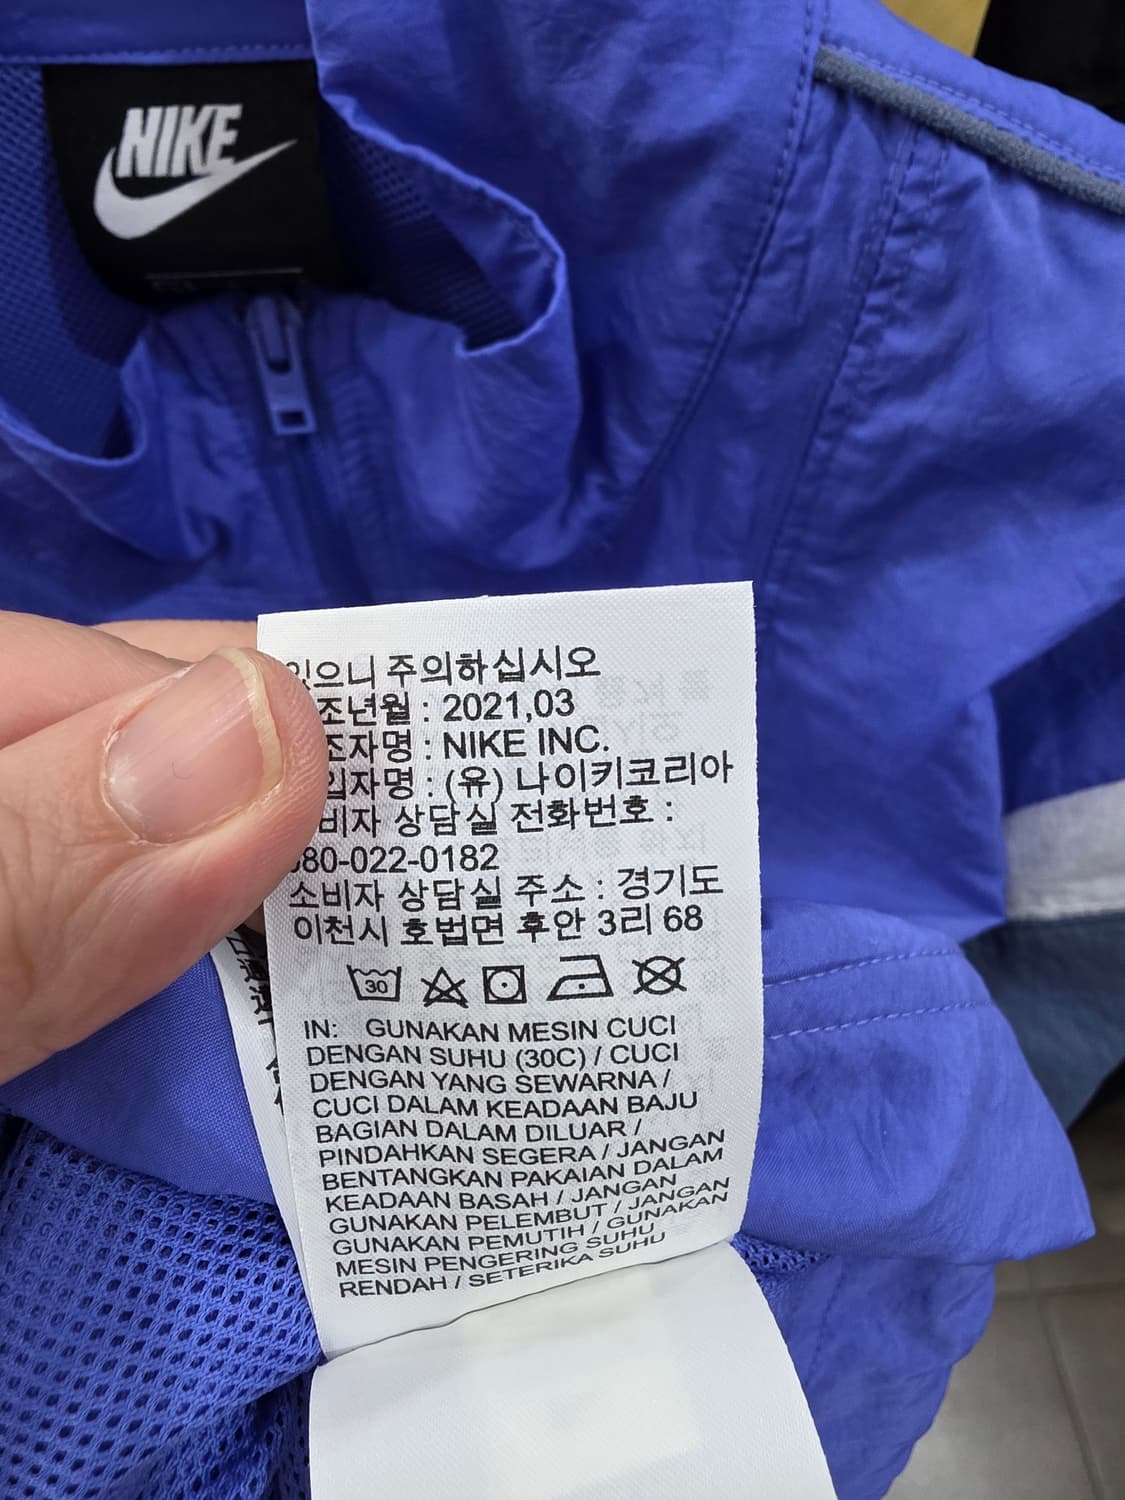 NIKE
있으니 주의하십시오
조년월 : 2021,03
조자명 : NIKE INC.
입자명 : (유) 나이키코리아
비자 상담실 전화번호 :
080-022-0182
소비자 상담실 주소 : 경기도
이천시 호법면 후안 3리 68
30
IN: GUNAKAN MESIN CUCI
DENGAN SUHU (30C) / CUCI
DENGAN YANG SEWARNA /
CUCI DALAM KEADAAN BAJU
BAGIAN DALAM DILUAR /
PINDAHKAN SEGERA / JANGAN
BENTANGKAN PAKAIAN DALAM
KEADAAN BASAH / JANGAN
GUNAKAN PELEMBUT / JANGAN
GUNAKAN PEMUTIH / GUNAKAN
MESIN PENGERING SUHU
RENDAH / SETERIKA SUHU